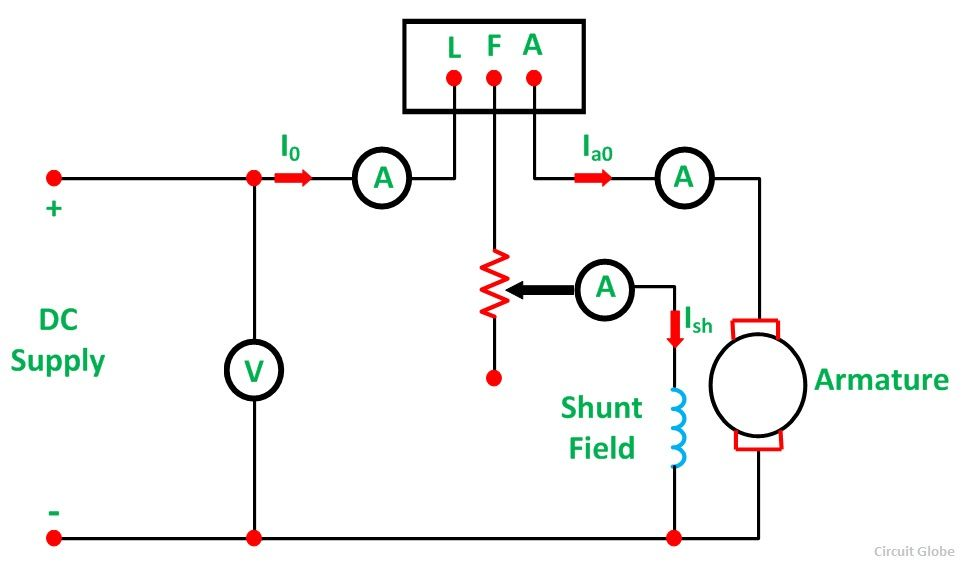 L F A
I0
A
Ia0
A
+
A
Ish
DC
Supply
V
Shunt
Field
Armature
-
Circuit Globe